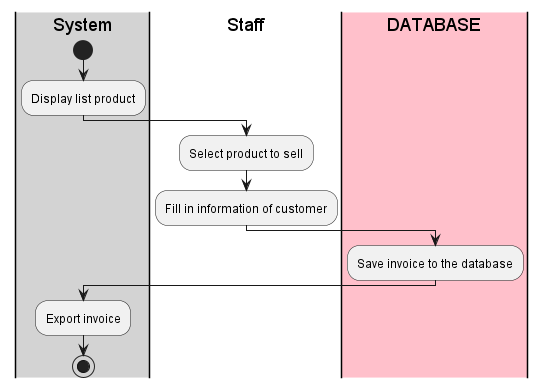 System
Staff
DATABASE
Display list product
Select product to sell
Fill in information of customer
Save invoice to the database
Export invoice